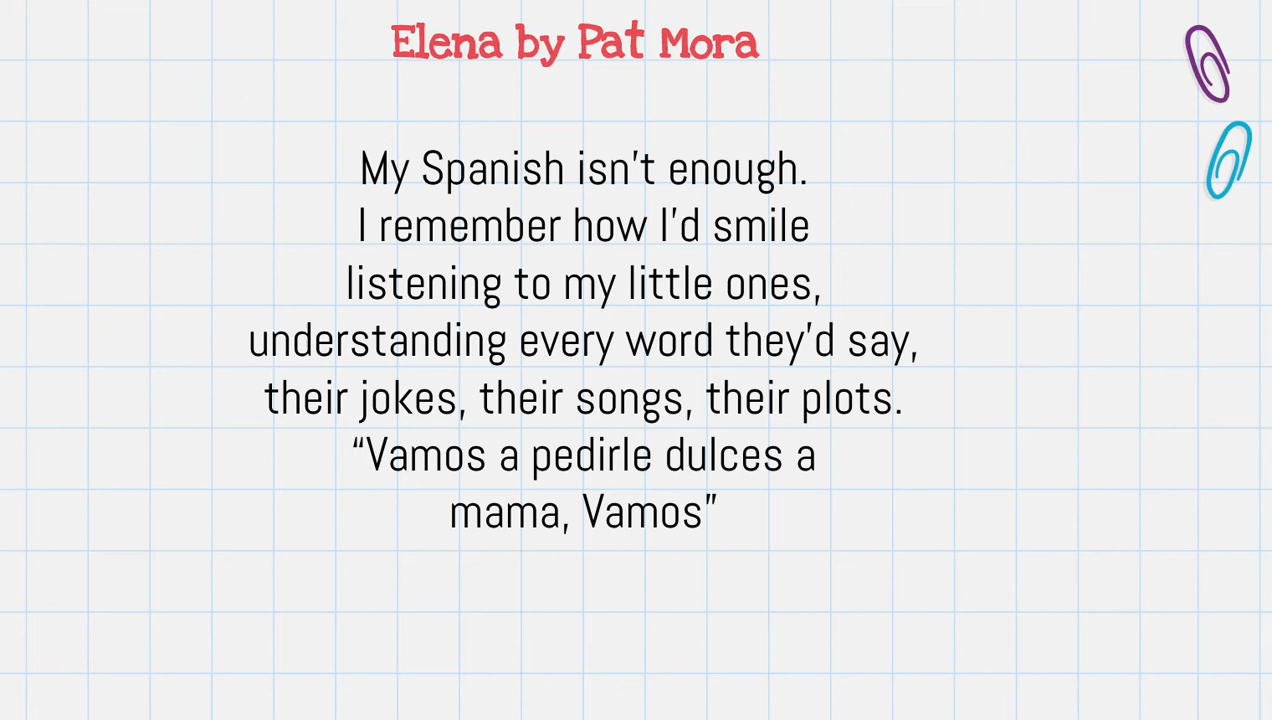 Elena by Pat Mora
My Spanish isn’t enough.
I remember how I’d smile
listening to my little ones,
understanding every word they’d say,
their jokes, their songs, their plots.
“Vamos a pedirle dulces a
mama, Vamos”